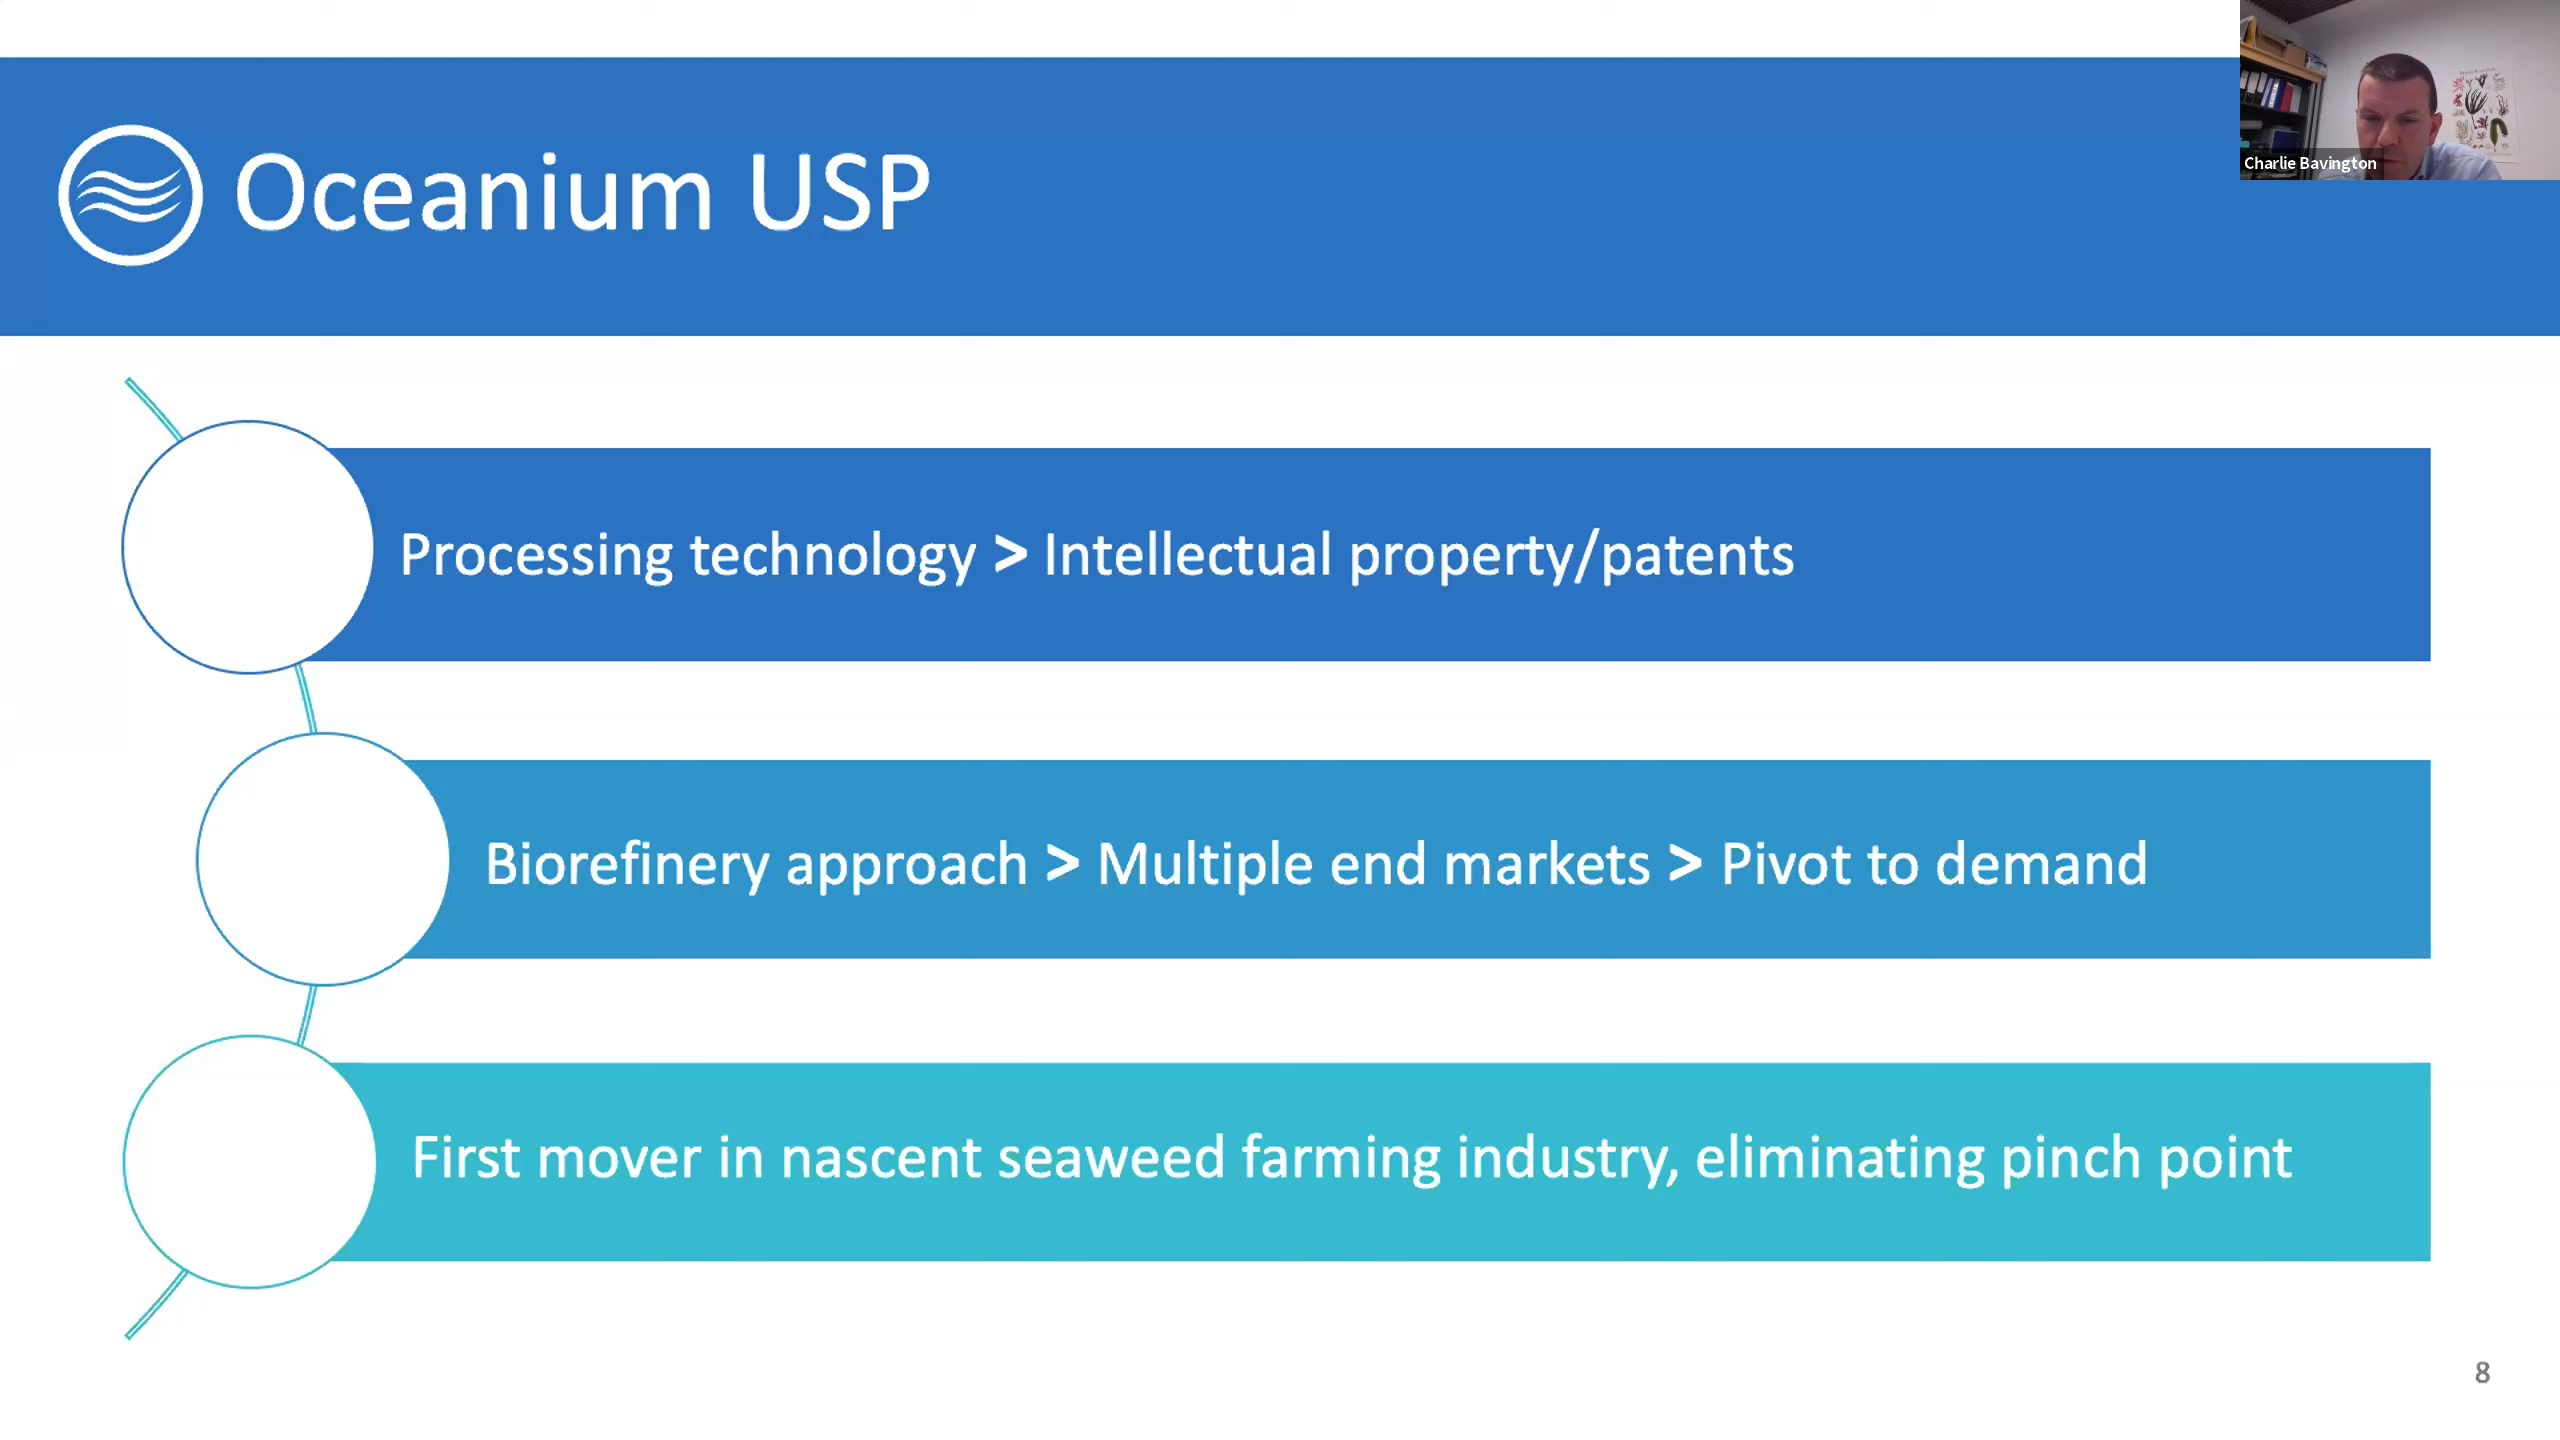 Oceanium USP
Charlie Bavington
Processing technology > Intellectual property/patents
Biorefinery approach > Multiple end markets > Pivot to demand
First mover in nascent seaweed farming industry, eliminating pinch point
8